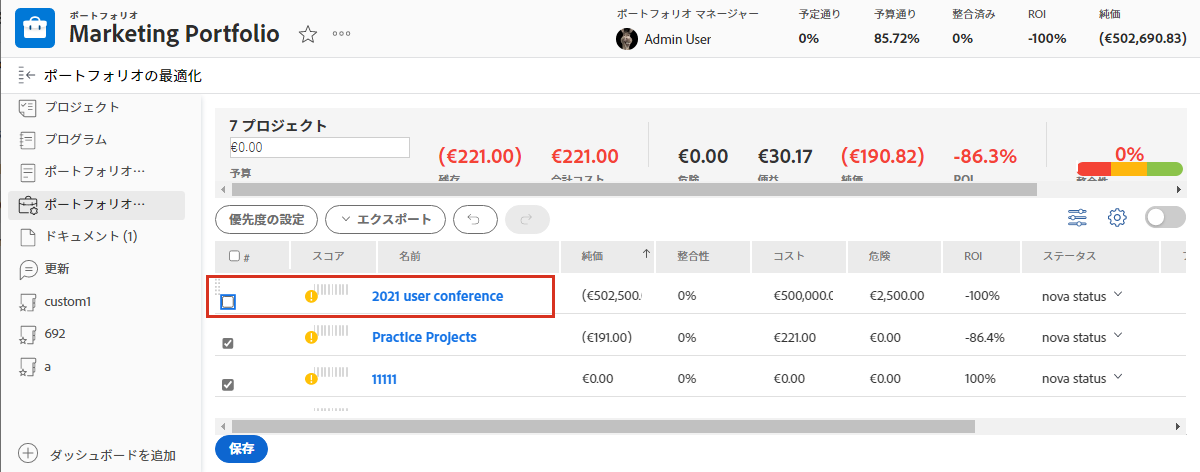 ポートフォリオ
Marketing Portfolio
ポートフォリオ マネージャー
Admin User
予定通り
0%
予算通り
85.72%
整合済み
0%
ROI
-100%
純価
(€502,690.83)
ポートフォリオの最適化
プロジェクト
プログラム
ポートフォリオ…
ポートフォリオ…
ドキュメント (1)
更新
custom1
692
a
ダッシュボードを追加
7 プロジェクト
€0.00
予算
(€221.00)
残存
€221.00
合計コスト
€0.00
危険
€30.17
便益
(€190.82)
純価
-86.3%
ROI
0%
整合性
優先度の設定
エクスポート
# スコア 名前 純価 整合性 コスト 危険 ROI ステータス
2021 user conference (€502,500. 0% €500,000.0 €2,500.00 -100% nova status
Practice Projects (€191.00) 0% €221.00 €0.00 -86.4% nova status
11111 €0.00 0% €0.00 €0.00 100% nova status
保存